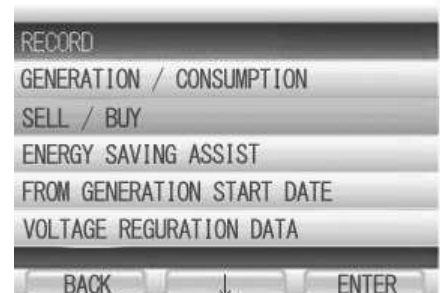 RECORD
GENERATION / CONSUMPTION
SELL / BUY
ENERGY SAVING ASSIST
FROM GENERATION START DATE
VOLTAGE REGURATION DATA
BACK ↓ ENTER